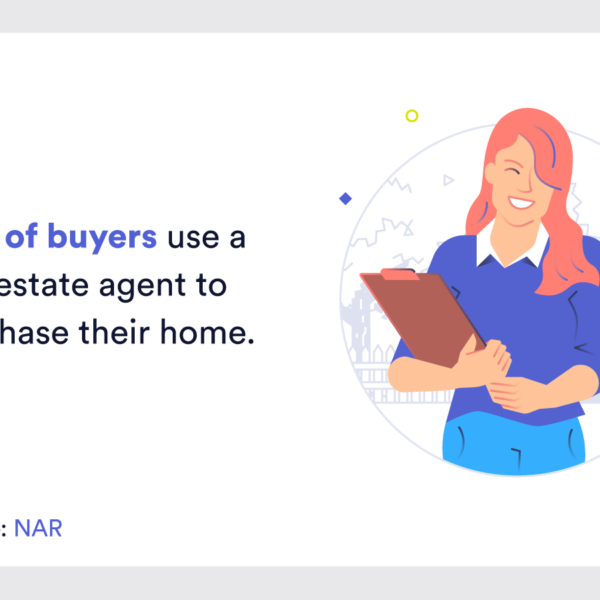 of buyers use a
estate agent to
hase their home.
: NAR